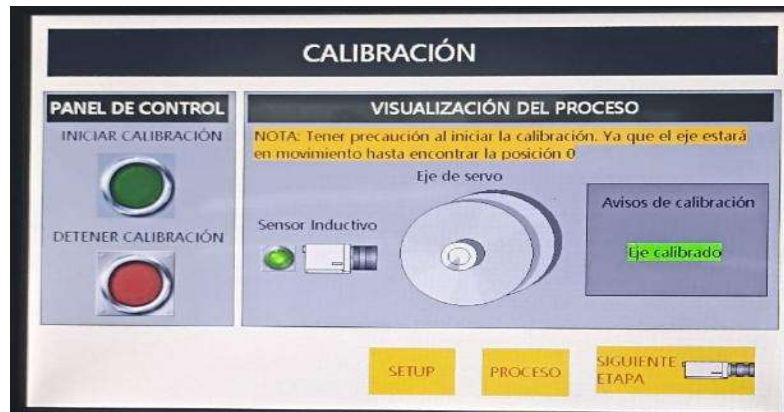 CALIBRACIÓN
PANEL DE CONTROL
INICIAR CALIBRACIÓN
DETENER CALIBRACIÓN
VISUALIZACIÓN DEL PROCESO
NOTA: Tener precaución al iniciar la calibración. Ya que el eje estará
en movimiento hasta encontrar la posición 0
Eje de servo
Sensor Inductivo
Avisos de calibración
Eje calibrado
SETUP
PROCESO
SIGUIENTE
ETAPA